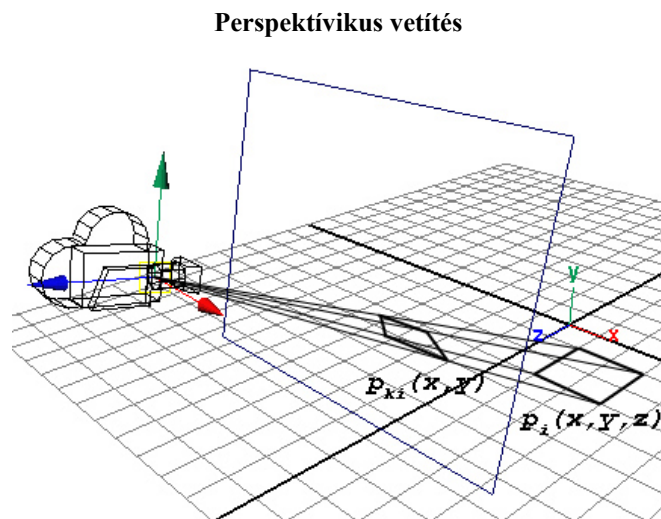 Perspektívikus vetítés
y
z
x
p_ki(x,y)
p_i(x,y,z)